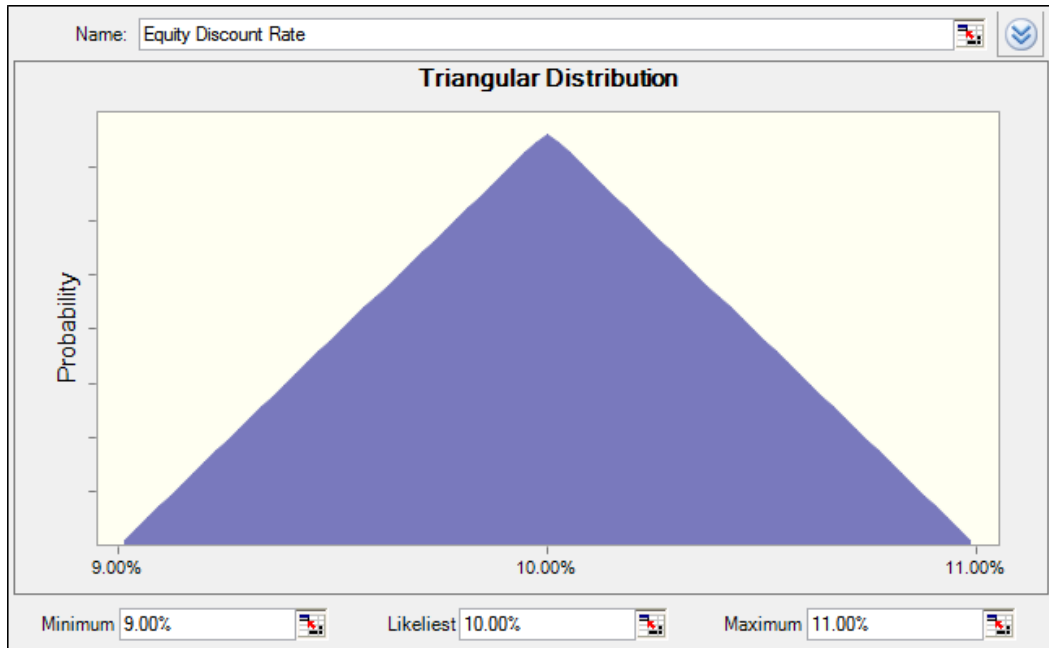 Name: Equity Discount Rate
Triangular Distribution
Probability
9.00% 10.00% 11.00%
Minimum 9.00% Likeliest 10.00% Maximum 11.00%